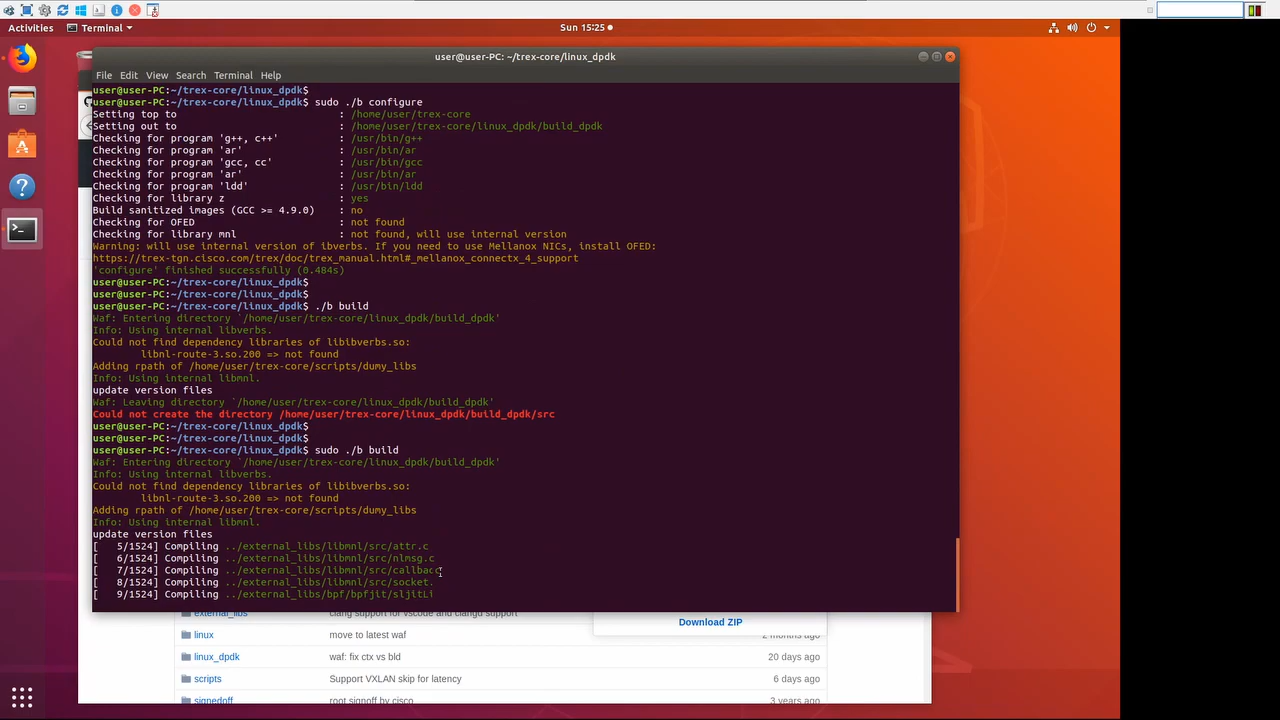 Activities
Terminal
Sun 15:25
user@user-PC: ~/trex-core/linux_dpdk
File Edit View Search Terminal Help
user@user-PC:~/trex-core/linux_dpdk$
user@user-PC:~/trex-core/linux_dpdk$ sudo ./b configure
Setting top to : /home/user/trex-core
Setting out to : /home/user/trex-core/linux_dpdk/build_dpdk
Checking for program 'g++, c++' : /usr/bin/g++
Checking for program 'ar' : /usr/bin/ar
Checking for program 'gcc, cc' : /usr/bin/gcc
Checking for program 'ar' : /usr/bin/ar
Checking for program 'ldd' : /usr/bin/ldd
Checking for library z : yes
Build sanitized images (GCC >= 4.9.0) : no
Checking for OFED : not found
Checking for library mnl : not found, will use internal version
Warning: will use internal version of ibverbs. If you need to use Mellanox NICs, install OFED:
https://trex-tgn.cisco.com/trex/doc/trex_manual.html#_mellanox_connectx_4_support
'configure' finished successfully (0.484s)
user@user-PC:~/trex-core/linux_dpdk$
user@user-PC:~/trex-core/linux_dpdk$
user@user-PC:~/trex-core/linux_dpdk$ ./b build
Waf: Entering directory `/home/user/trex-core/linux_dpdk/build_dpdk'
Info: Using internal libverbs.
Could not find dependency libraries of libibverbs.so:
libnl-route-3.so.200 => not found
Adding rpath of /home/user/trex-core/scripts/dumy_libs
Info: Using internal libmnl.
update version files
Waf: Leaving directory `/home/user/trex-core/linux_dpdk/build_dpdk'
Could not create the directory /home/user/trex-core/linux_dpdk/build_dpdk/src
user@user-PC:~/trex-core/linux_dpdk$
user@user-PC:~/trex-core/linux_dpdk$
user@user-PC:~/trex-core/linux_dpdk$ sudo ./b build
Waf: Entering directory `/home/user/trex-core/linux_dpdk/build_dpdk'
Info: Using internal libverbs.
Could not find dependency libraries of libibverbs.so:
libnl-route-3.so.200 => not found
Adding rpath of /home/user/trex-core/scripts/dumy_libs
Info: Using internal libmnl.
update version files
[ 5/1524] Compiling ../external_libs/libmnl/src/attr.c
[ 6/1524] Compiling ../external_libs/libmnl/src/nlmsg.c
[ 7/1524] Compiling ../external_libs/libmnl/src/callbac
[ 8/1524] Compiling ../external_libs/libmnl/src/socket.
[ 9/1524] Compiling ../external_libs/bpf/bpfjit/sljitLi
external_libs clang support for vscode and clangd support
Download ZIP
linux move to latest waf 2 months ago
linux_dpdk waf: fix ctx vs bld 20 days ago
scripts Support VXLAN skip for latency 6 days ago
signedoff root signoff by cisco 3 years ago